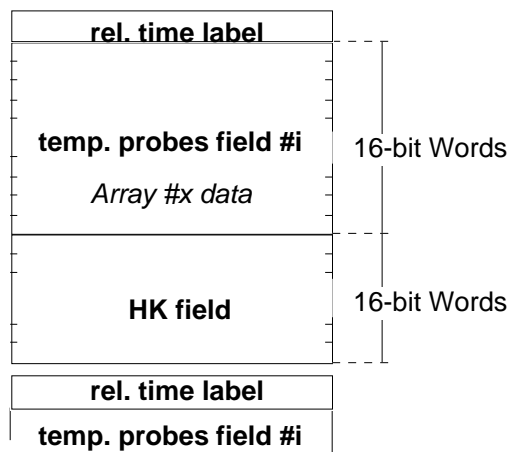 rel. time label
temp. probes field #i
16-bit Words
Array #x data
HK field
16-bit Words
rel. time label
temp. probes field #i